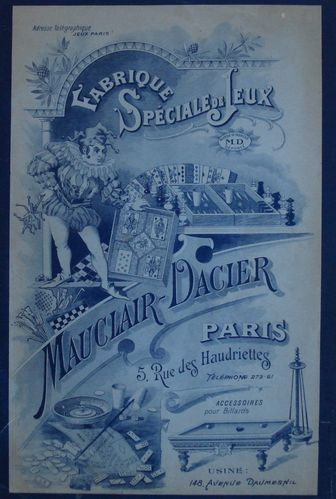 Adresse Télégraphique
JEUX PARIS
FABRIQUE
SPÉCIALE DE JEUX
M.D.
MAUCLAIR-DACIER
PARIS
5, Rue des Haudriettes
TÉLÉPHONE 273-61
ACCESSOIRES
pour Billards
USINE:
148, AVENUE DAUMESNIL